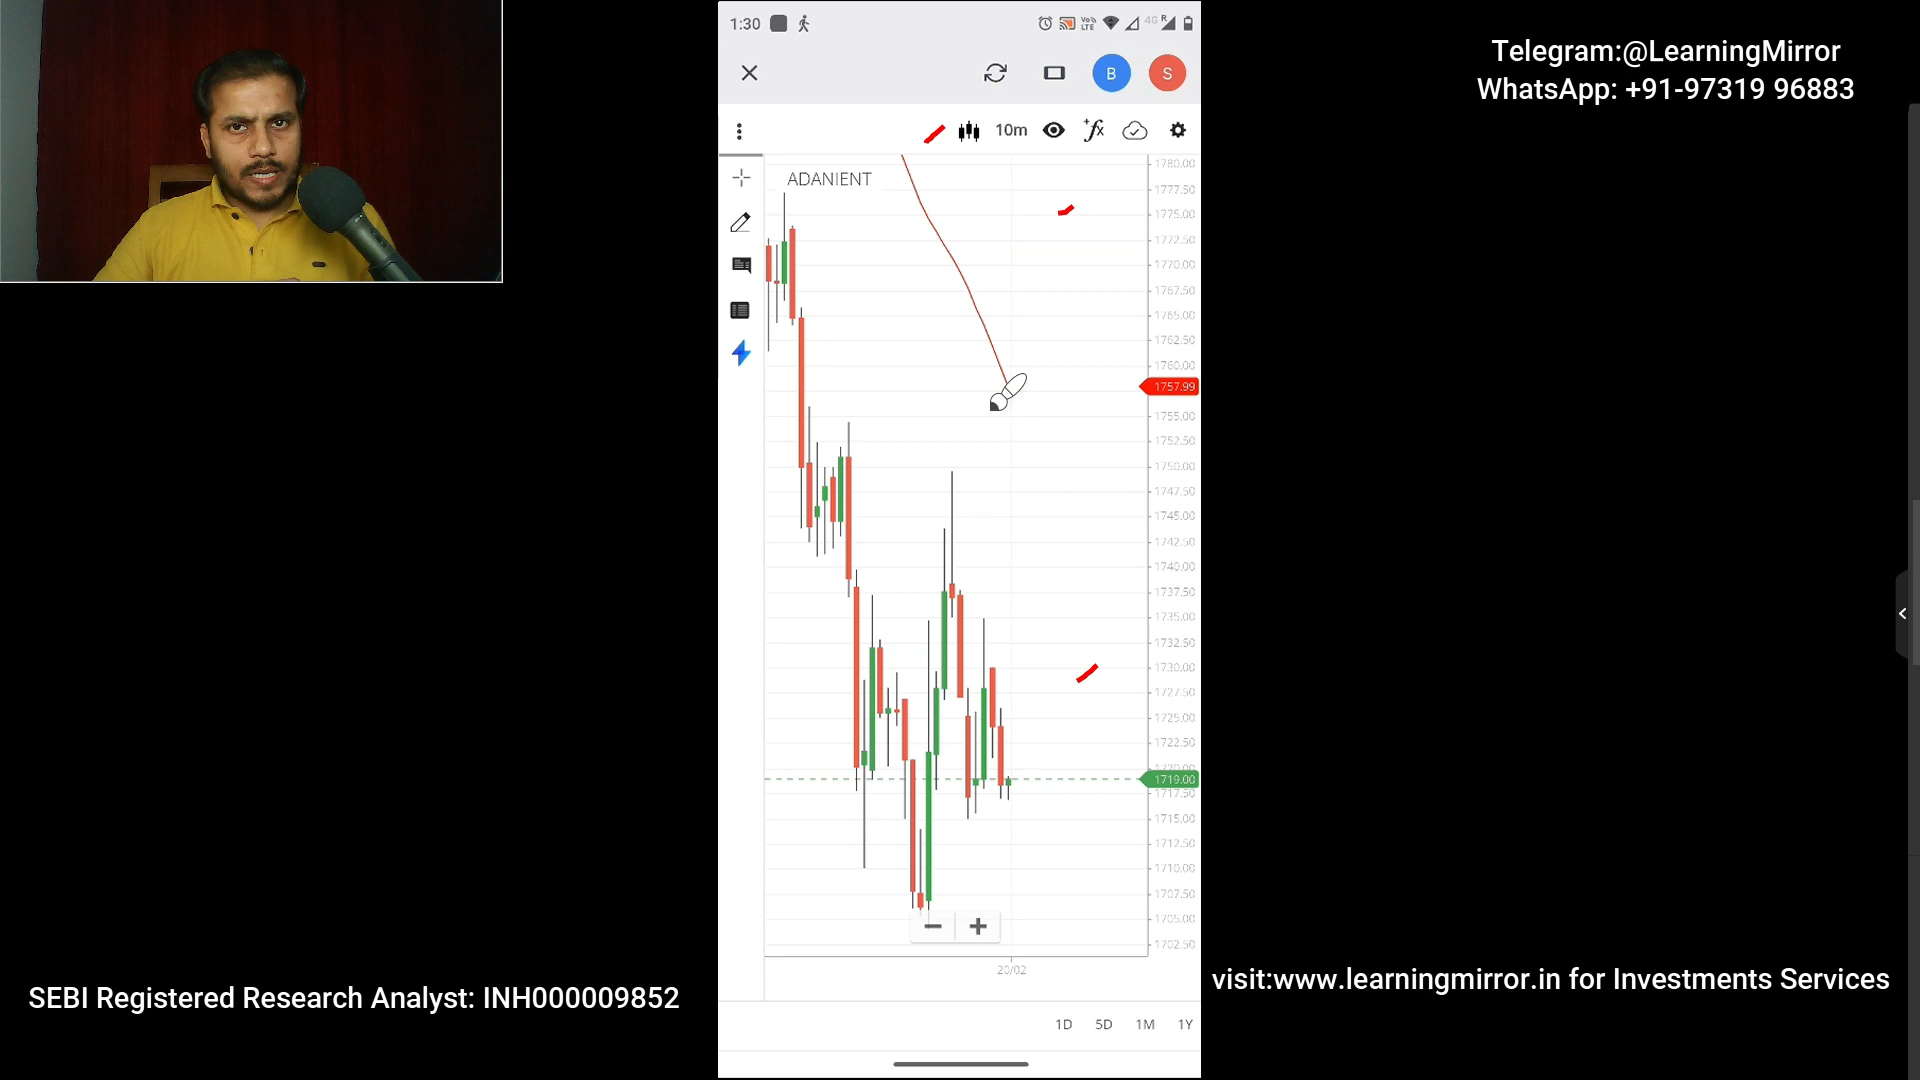 Telegram:@LearningMirror
WhatsApp: +91-97319 96883
1:30
Vo LTE
4G
R
B
S
10m
fx
ADANIENT
1780.00
1777.50
1775.00
1772.50
1770.00
1767.50
1765.00
1762.50
1760.00
1757.99
1755.00
1752.50
1750.00
1747.50
1745.00
1742.50
1740.00
1737.50
1735.00
1732.50
1730.00
1727.50
1725.00
1722.50
1719.00
1717.50
1715.00
1712.50
1710.00
1707.50
1705.00
1702.50
20/02
SEBI Registered Research Analyst: INH000009852
visit:www.learningmirror.in for Investments Services
1D 5D 1M 1Y